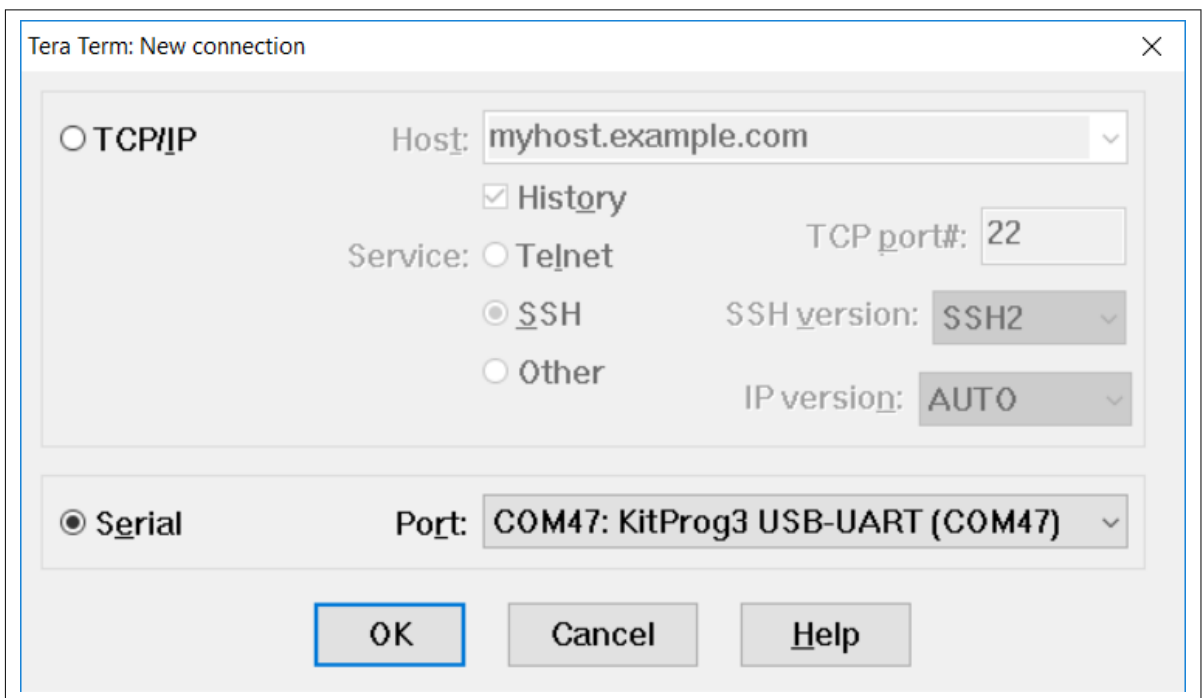 Tera Term: New connection
TCP/IP Host: myhost.example.com
History
Service: Telnet TCP port#: 22
SSH SSH version: SSH2
Other IP version: AUTO
Serial Port: COM47: KitProg3 USB-UART (COM47)
OK Cancel Help